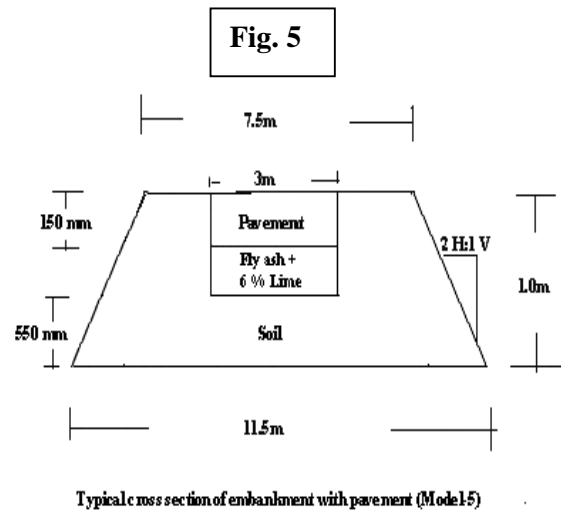 Fig. 5
7.5m
3m
150 mm
Pavement
2 H:1 V
Fly ash +
6 % Lime
1.0m
550 mm
Soil
11.5m
Typical cross section of embankment with pavement (Model-5)